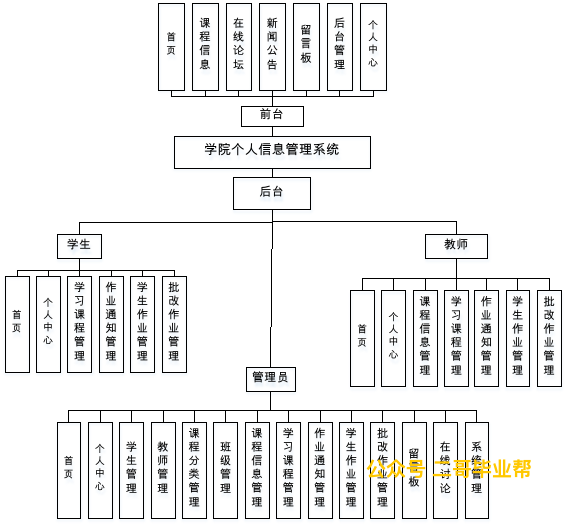 首页
课程信息
在线论坛
新闻公告
留言板
后台管理
个人中心
前台
学院个人信息管理系统
后台
学生
教师
首页
个人中心
学习课程管理
作业通知管理
学生作业管理
批改作业管理
首页
个人中心
课程信息管理
学习课程管理
作业通知管理
学生作业管理
批改作业管理
管理员
首页
个人中心
学生管理
教师管理
课程分类管理
班级管理
课程信息管理
学习课程管理
作业通知管理
学生作业管理
批改作业管理
留言板
在线讨论
系统管理
公众号 二哥毕业帮